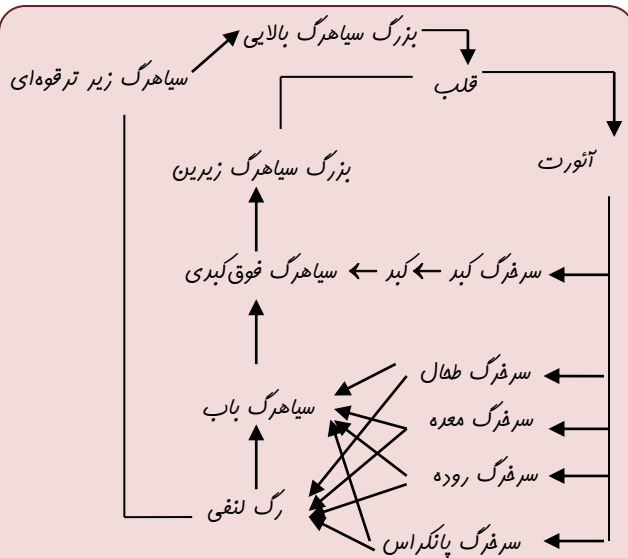 بزرگ سیاهرگ بالایی
سیاهرگ زیر ترقوه‌ای
قلب
آئورت
بزرگ سیاهرگ زیرین
سرخرگ کبد ← کبد ← سیاهرگ فوق‌کبدی
سرخرگ طحال
سیاهرگ باب
سرخرگ معده
سرخرگ روده
رگ لنفی
سرخرگ پانکراس